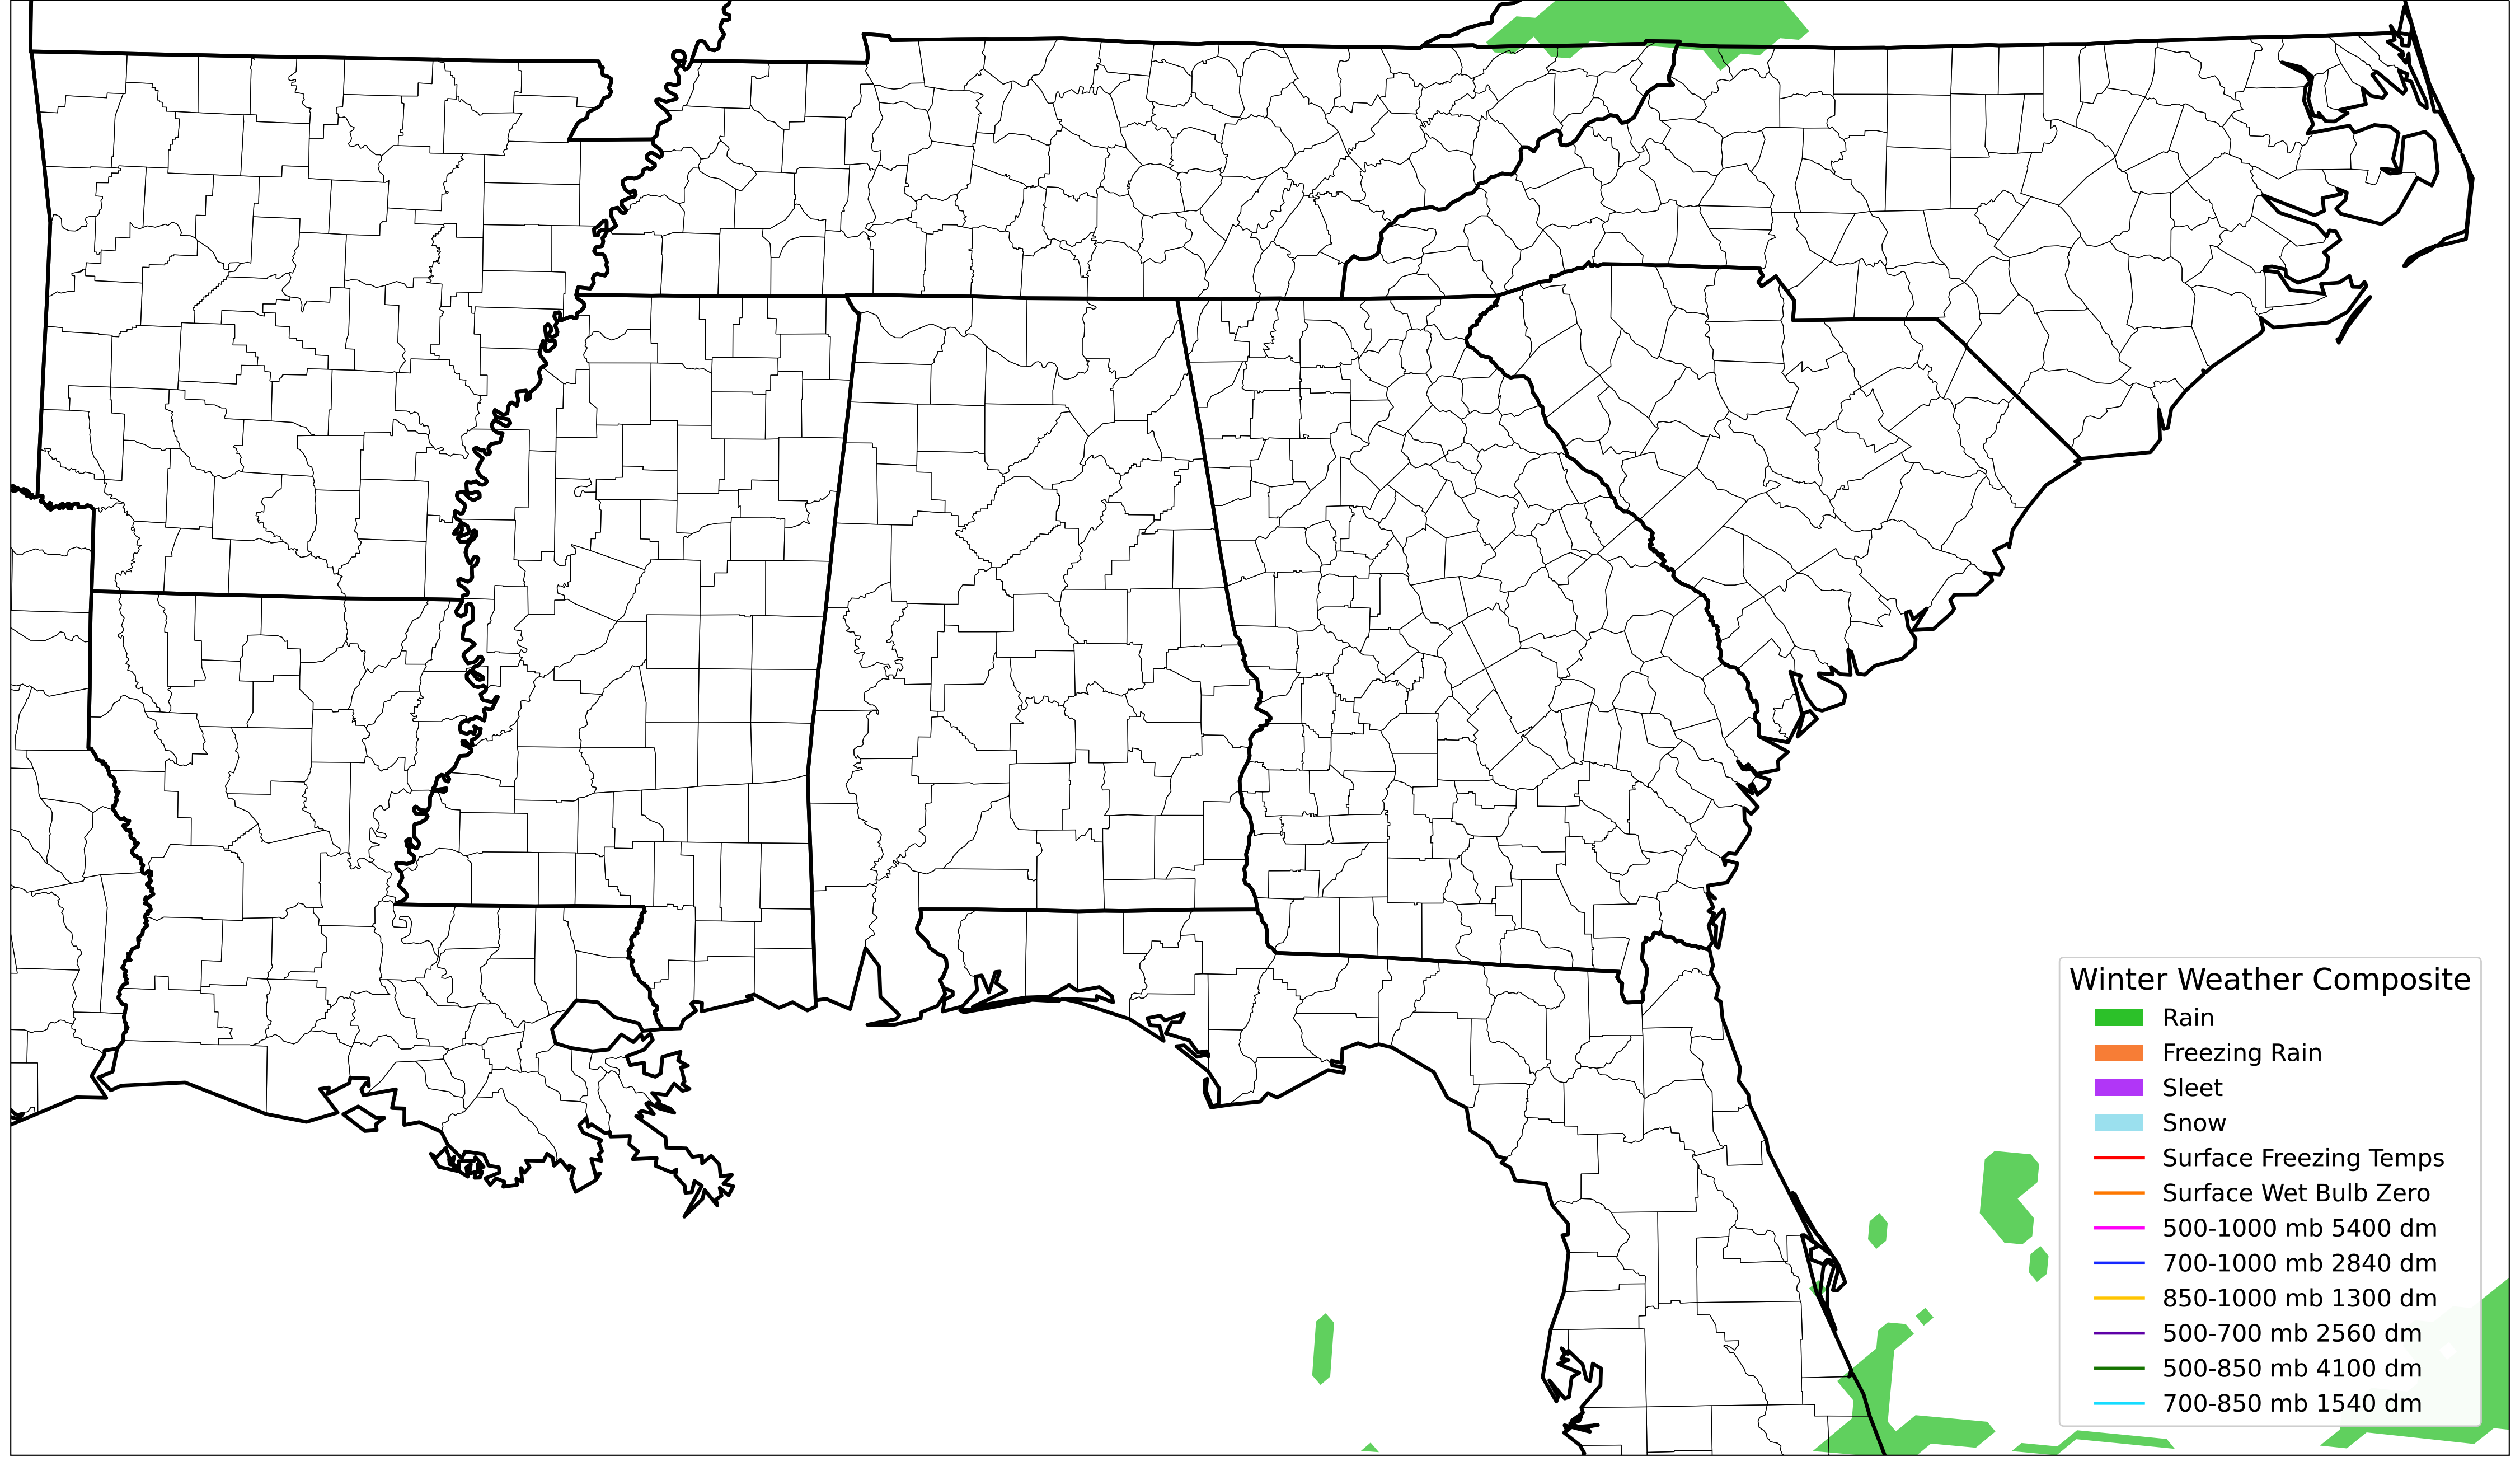 Winter Weather Composite
Rain
Freezing Rain
Sleet
Snow
Surface Freezing Temps
Surface Wet Bulb Zero
500-1000 mb 5400 dm
700-1000 mb 2840 dm
850-1000 mb 1300 dm
500-700 mb 2560 dm
500-850 mb 4100 dm
700-850 mb 1540 dm